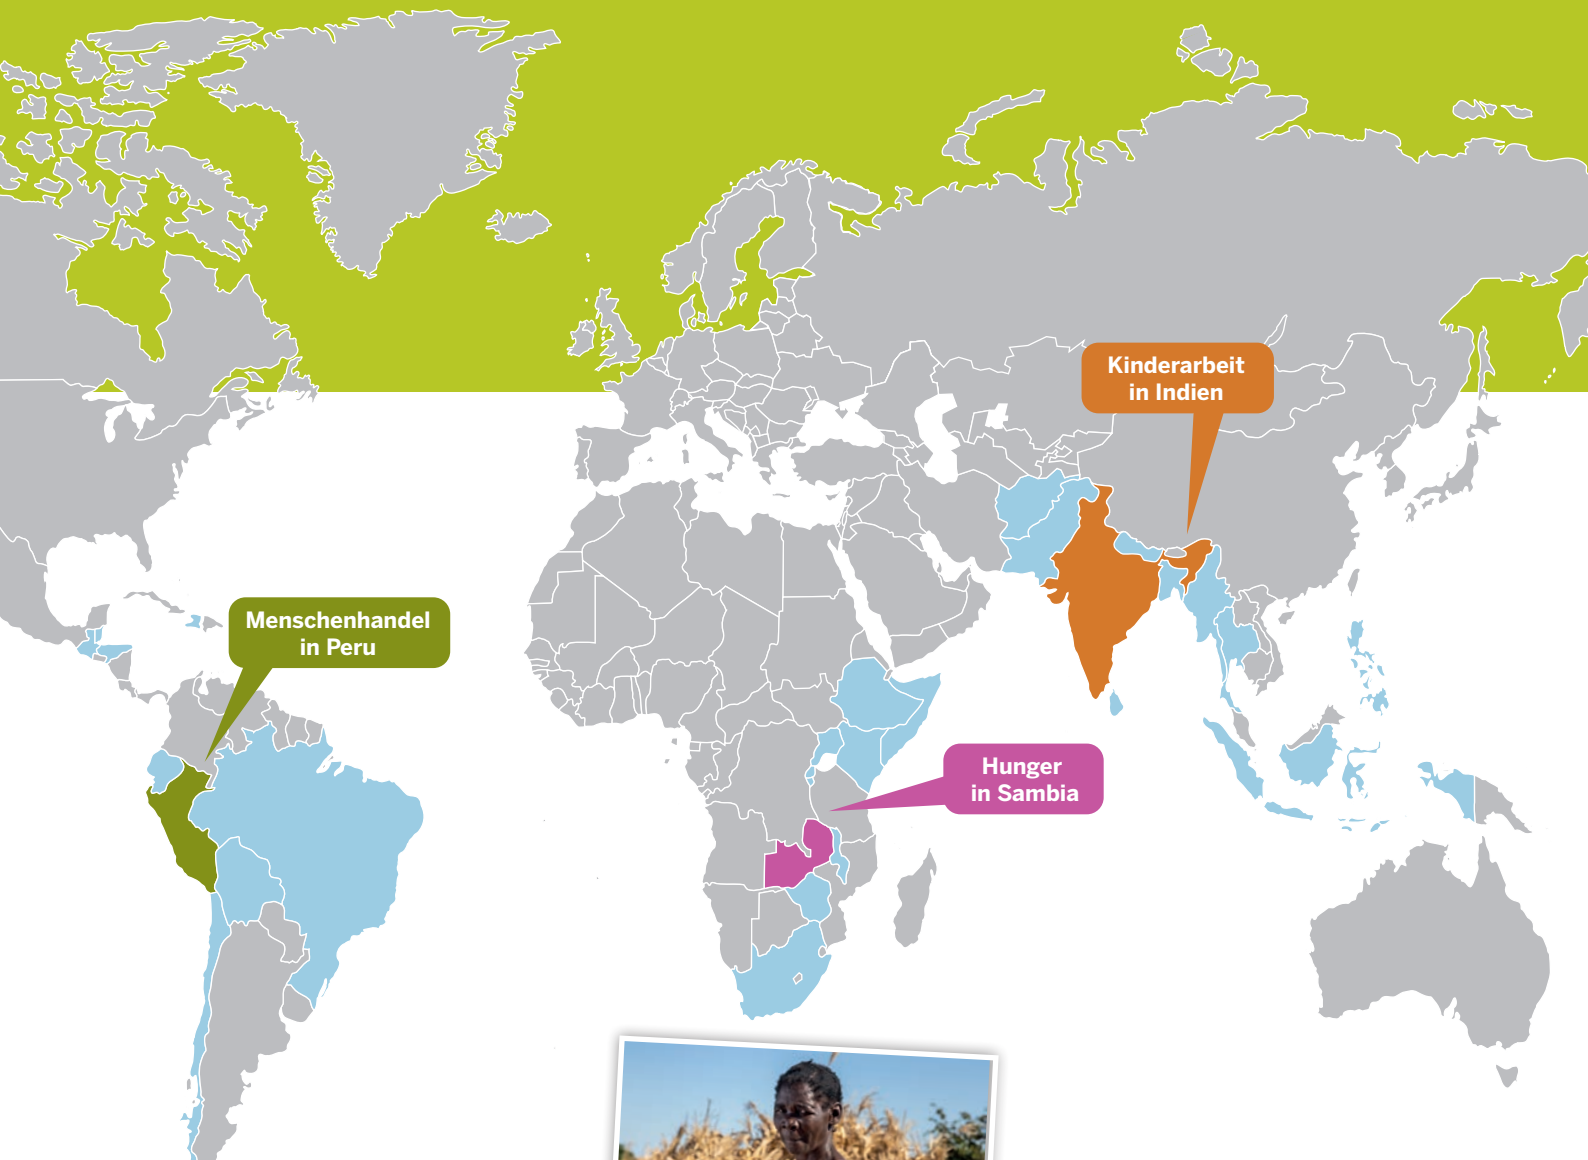 Kinderarbeit
in Indien
Menschenhandel
in Peru
Hunger
in Sambia